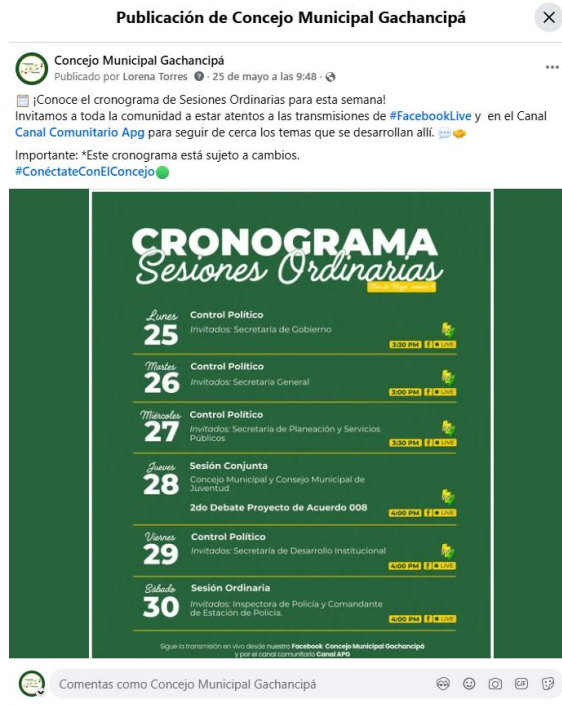 Publicación de Concejo Municipal Gachancipá
Concejo Municipal Gachancipá
Publicado por Lorena Torres · 25 de mayo a las 9:48 ·
¡Conoce el cronograma de Sesiones Ordinarias para esta semana!
Invitamos a toda la comunidad a estar atentos a las transmisiones de #FacebookLive y en el Canal
Canal Comunitario Apg para seguir de cerca los temas que se desarrollan allí.
Importante: *Este cronograma está sujeto a cambios.
#ConéctateConElConcejo
CRONOGRAMA
Sesiones Ordinarias
Lunes
25
Control Político
Invitados: Secretaría de Gobierno
3:30 PM f LIVE
Martes
26
Control Político
Invitados: Secretaría General
3:00 PM f LIVE
Miércoles
27
Control Político
Invitados: Secretaría de Planeación y Servicios
Públicos
3:30 PM f LIVE
Jueves
28
Sesión Conjunta
Concejo Municipal y Consejo Municipal de
Juventud
2do Debate Proyecto de Acuerdo 008
4:00 PM f LIVE
Viernes
29
Control Político
Invitados: Secretaría de Desarrollo Institucional
4:00 PM f LIVE
Sábado
30
Sesión Ordinaria
Invitados: Inspectora de Policía y Comandante
de Estación de Policía.
4:00 PM f LIVE
Sigue la transmisión en vivo desde nuestro Facebook Concejo Municipal Gachancipá
y por el canal comunitario Canal APG
Comentas como Concejo Municipal Gachancipá
GIF